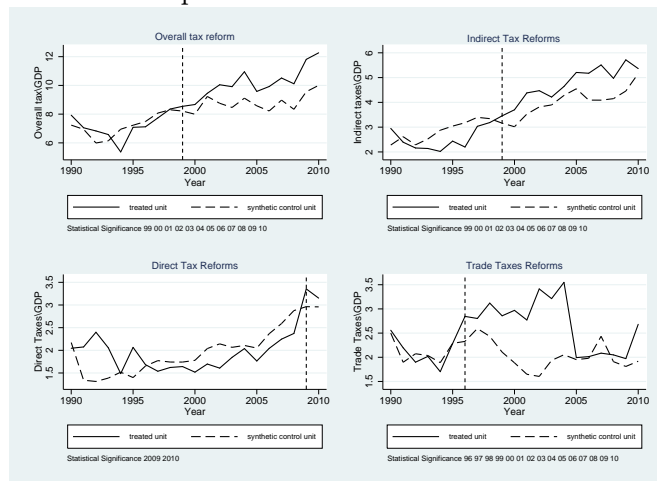 Overall tax reform
Overall tax\GDP
12
10
8
6
1990 1995 2000 2005 2010
Year
treated unit synthetic control unit
Statistical Significance 99 00 01 02 03 04 05 06 07 08 09 10
Indirect Tax Reforms
Indirect taxes\GDP
6
5
4
3
2
1990 1995 2000 2005 2010
Year
treated unit synthetic control unit
Statistical Significance 99 00 01 02 03 04 05 06 07 08 09 10
Direct Tax Reforms
Direct Taxes\GDP
3.5
3
2.5
2
1.5
1990 1995 2000 2005 2010
Year
treated unit synthetic control unit
Statistical Significance 2009 2010
Trade Taxes Reforms
Trade Taxes\GDP
3.5
3
2.5
2
1.5
1990 1995 2000 2005 2010
Year
treated unit synthetic control unit
Statistical Significance 96 97 98 99 00 01 02 03 04 05 06 07 08 09 10